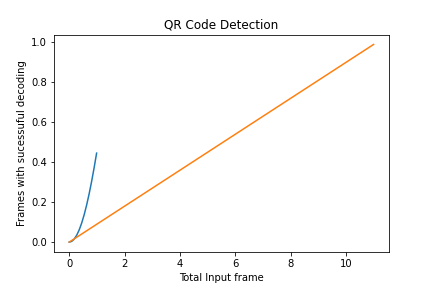 QR Code Detection
1.0
0.8
0.6
0.4
0.2
0.0
Frames with sucessuful decoding
0 2 4 6 8 10
Total Input frame